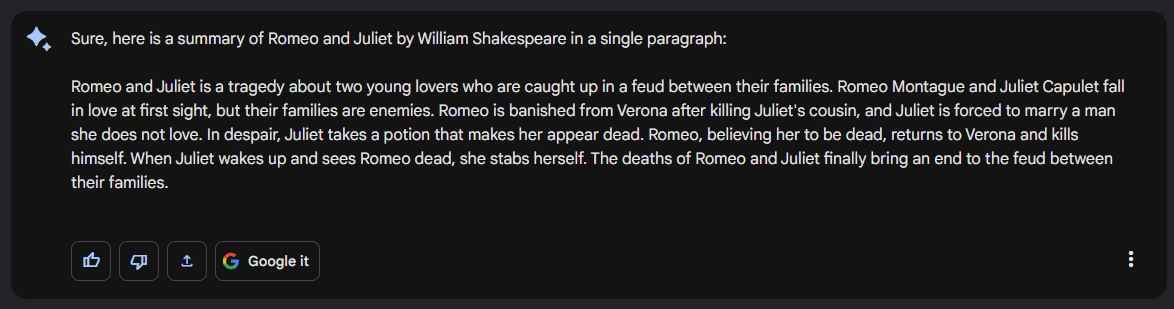 Sure, here is a summary of Romeo and Juliet by William Shakespeare in a single paragraph:
Romeo and Juliet is a tragedy about two young lovers who are caught up in a feud between their families. Romeo Montague and Juliet Capulet fall
in love at first sight, but their families are enemies. Romeo is banished from Verona after killing Juliet's cousin, and Juliet is forced to marry a man
she does not love. In despair, Juliet takes a potion that makes her appear dead. Romeo, believing her to be dead, returns to Verona and kills
himself. When Juliet wakes up and sees Romeo dead, she stabs herself. The deaths of Romeo and Juliet finally bring an end to the feud between
their families.
Google it